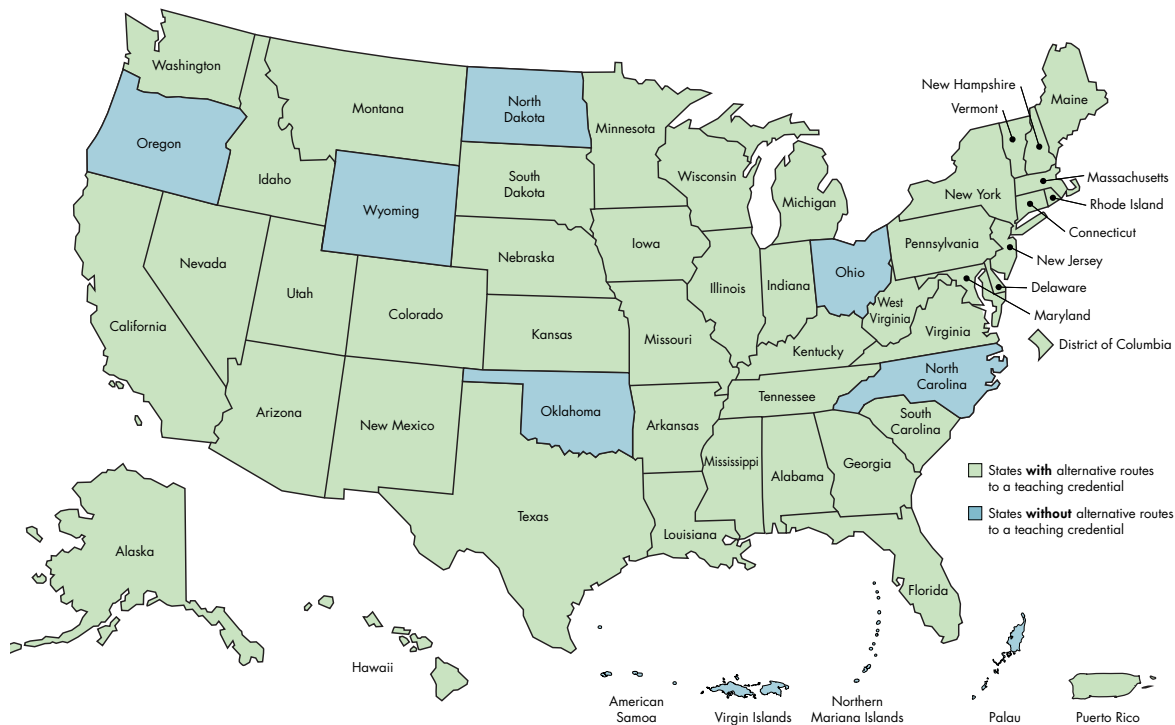 Washington
Montana
North
Dakota
Minnesota
New Hampshire
Vermont
Maine
Oregon
Idaho
Wyoming
South
Dakota
Wisconsin
Michigan
New York
Massachusetts
Rhode Island
Connecticut
Pennsylvania
New Jersey
Delaware
Maryland
District of Columbia
Nevada
Utah
California
Colorado
Nebraska
Iowa
Kansas
Illinois
Indiana
Ohio
West
Virginia
Virginia
Missouri
Kentucky
North
Carolina
Tennessee
South
Carolina
Arizona
New Mexico
Oklahoma
Arkansas
Mississippi
Alabama
Georgia
Texas
Louisiana
Florida
States with alternative routes
to a teaching credential
States without alternative routes
to a teaching credential
Alaska
Hawaii
American
Samoa
Virgin Islands
Northern
Mariana Islands
Palau
Puerto Rico